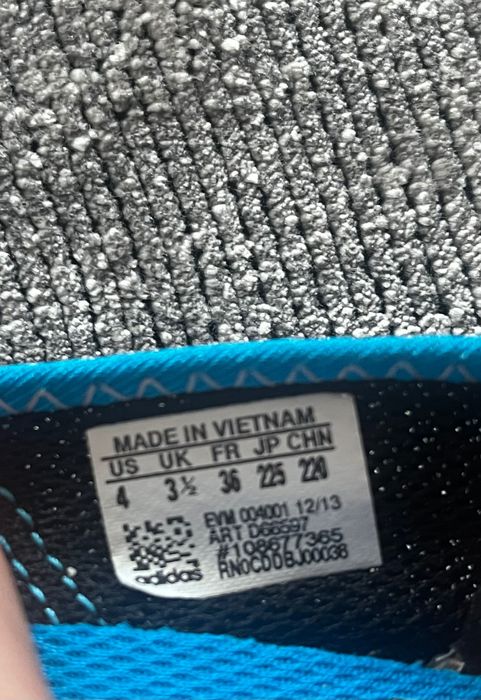 MADE IN VIETNAM
US UK FR JP CHN
4 3½ 36 225 220
EVM 004001 12/13
ART D66597
#108677365
RN0CDDBJ00036
adidas